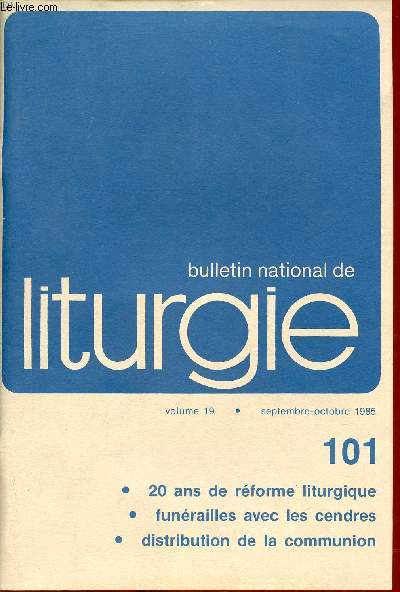 Le-livre.com
bulletin national de
liturgie
volume 19 • septembre-octobre 1985
101
• 20 ans de réforme liturgique
• funérailles avec les cendres
• distribution de la communion